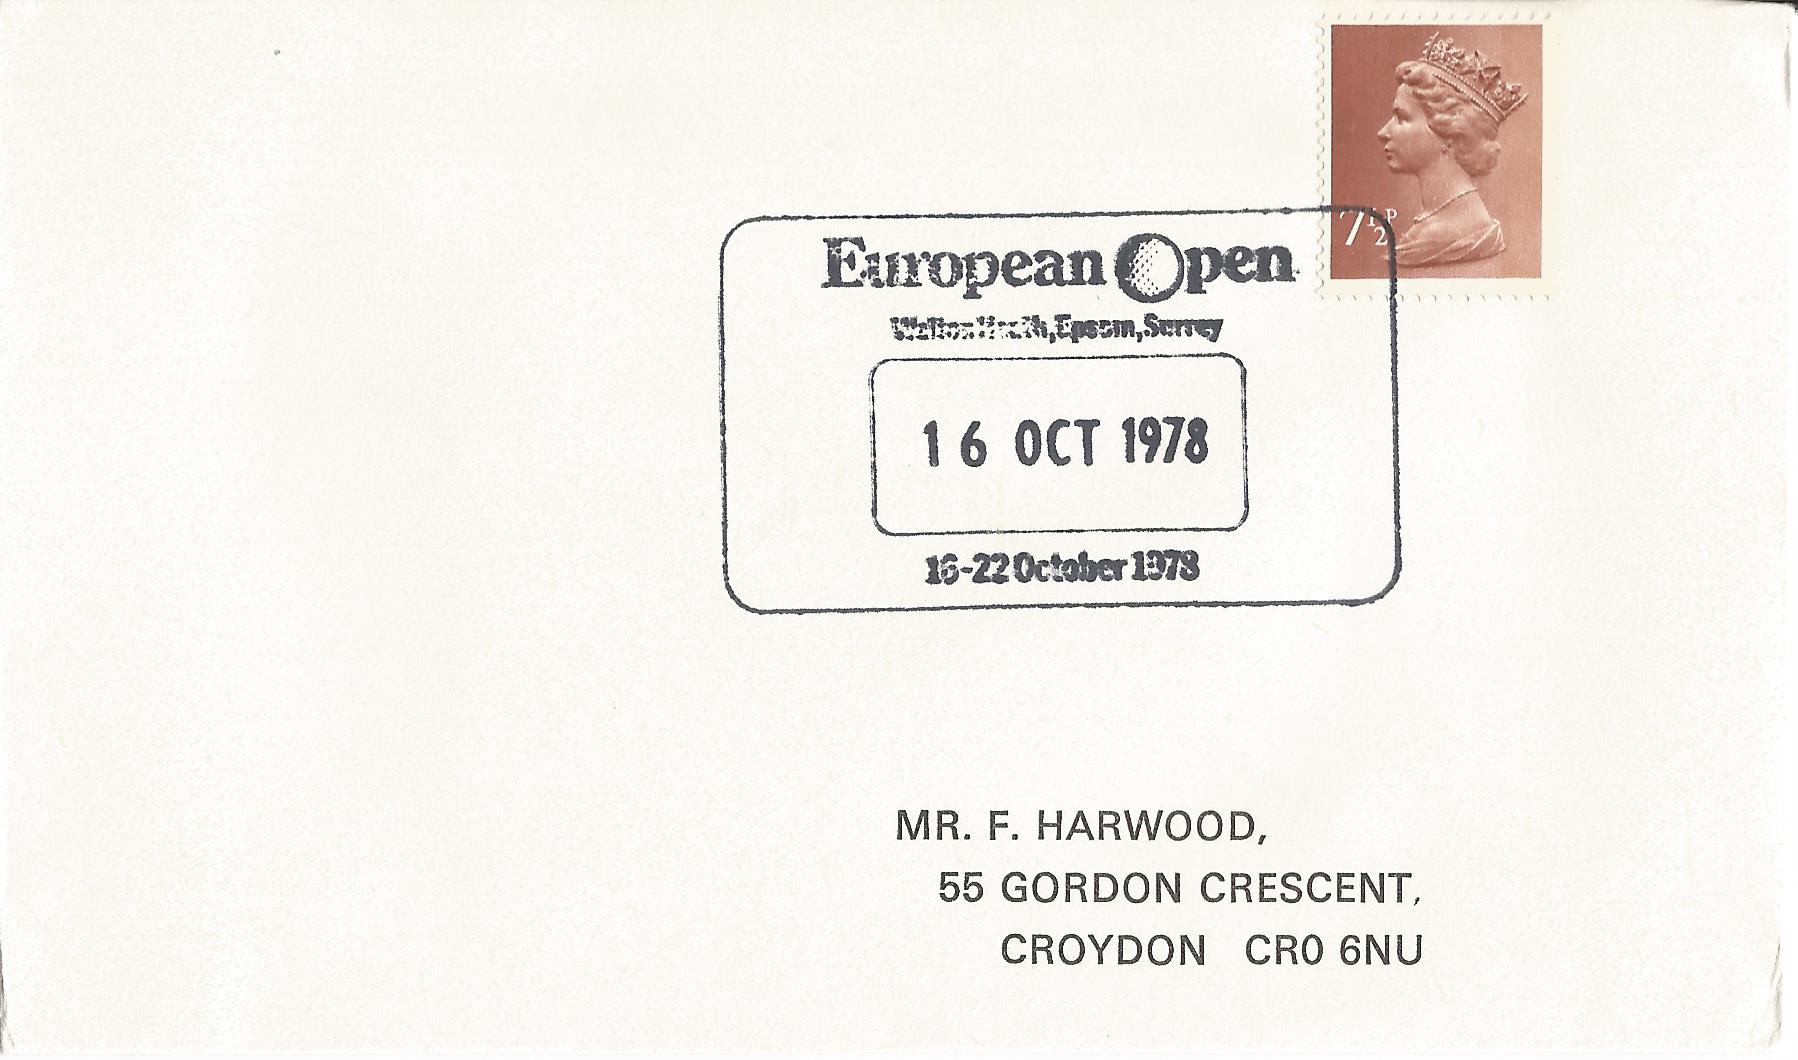 7½P
European Open
Walton Heath, Epsom, Surrey
16 OCT 1978
16-22 October 1978
MR. F. HARWOOD,
55 GORDON CRESCENT,
CROYDON CR0 6NU